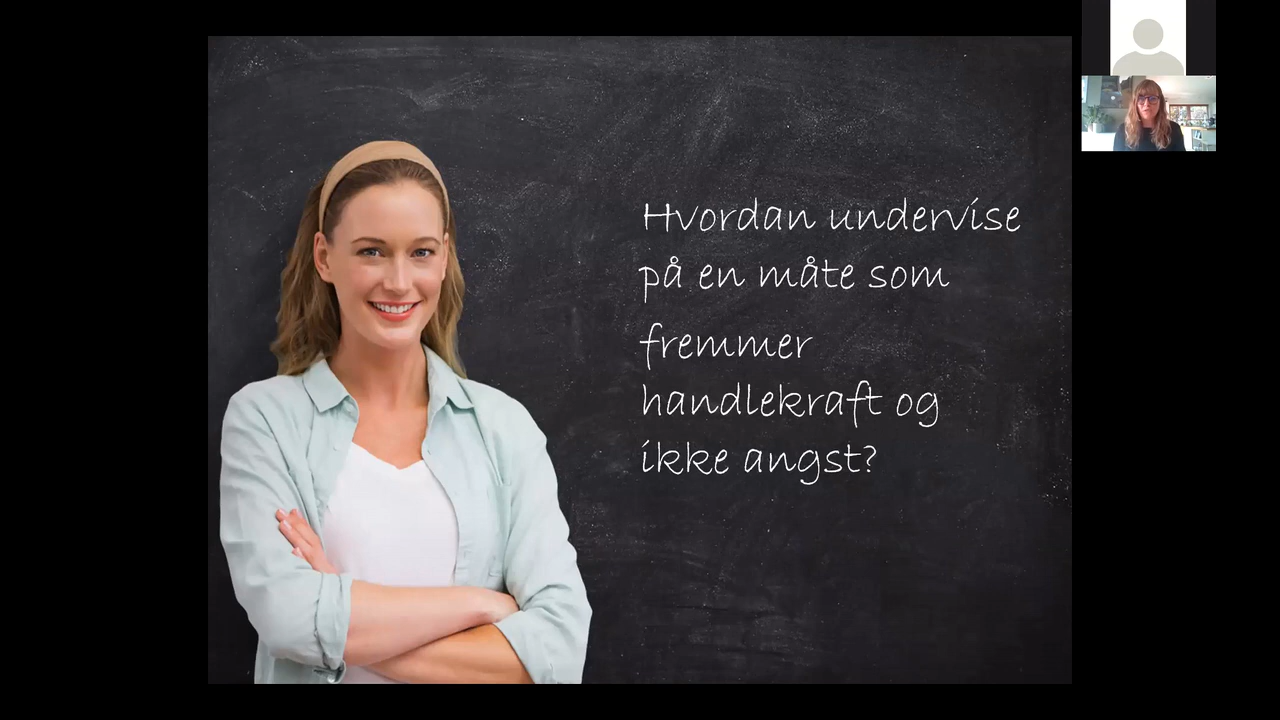 Hvordan undervise
på en måte som
fremmer
handlekraft og
ikke angst?